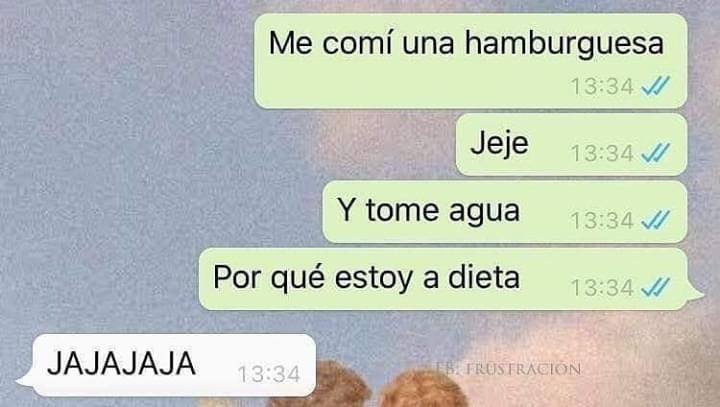 Me comí una hamburguesa
13:34
Jeje 13:34
Y tome agua 13:34
Por qué estoy a dieta 13:34
JAJAJAJA 13:34
FB: FRUSTRACIÓN